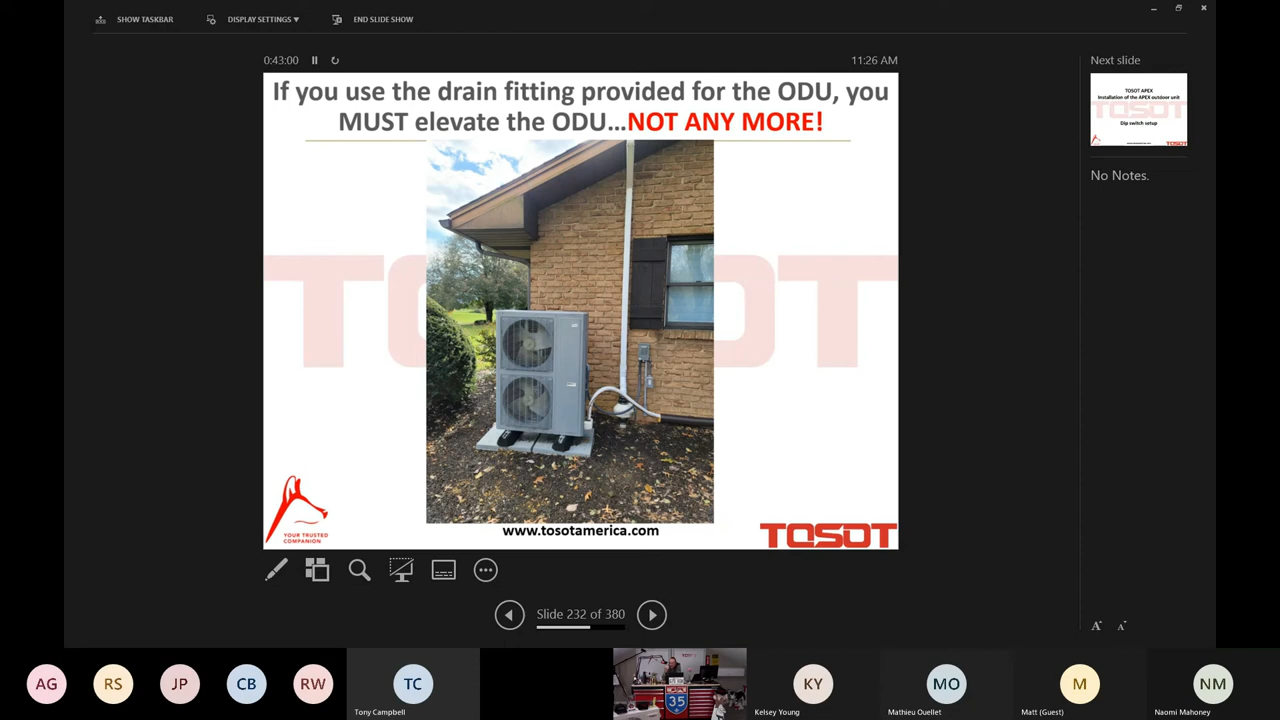 SHOW TASKBAR
DISPLAY SETTINGS ▾
END SLIDE SHOW
0:43:00
11:26 AM
If you use the drain fitting provided for the ODU, you
MUST elevate the ODU…NOT ANY MORE!
TOSOT
YOUR TRUSTED
COMPANION
www.tosotamerica.com
TOSOT
Slide 232 of 380
Next slide
TOSOT APEX
Installation of the APEX outdoor unit
TOSOT
Dip switch setup
TOSOT
No Notes.
A
A
AG
RS
JP
CB
RW
TC
Tony Campbell
35
KY
Kelsey Young
MO
Mathieu Ouellet
M
Matt (Guest)
NM
Naomi Mahoney